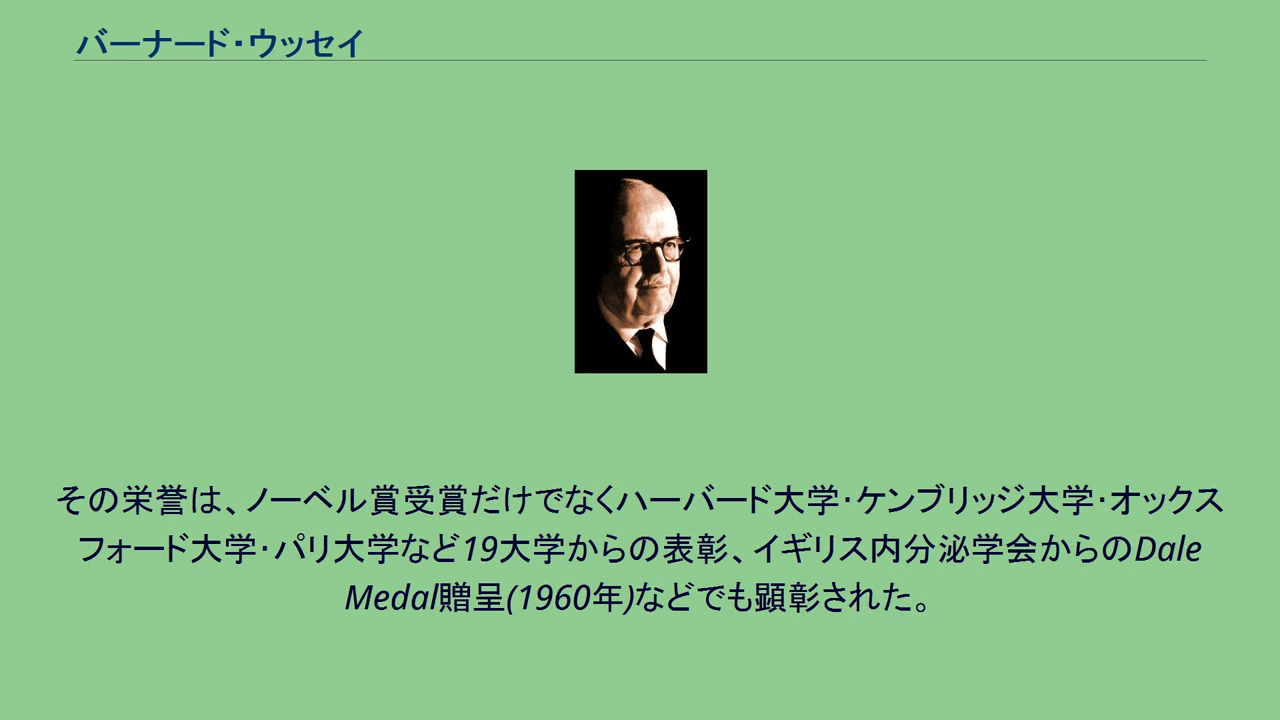 バーナード・ウッセイ
その栄誉は、ノーベル賞受賞だけでなくハーバード大学･ケンブリッジ大学･オックス
フォード大学･パリ大学など19大学からの表彰、イギリス内分泌学会からのDale
Medal贈呈(1960年)などでも顕彰された。